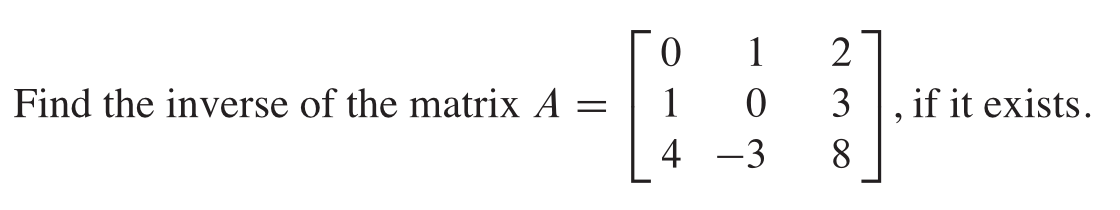 Find the inverse of the matrix A = [ 0 1 2
1 0 3
4 −3 8 ], if it exists.